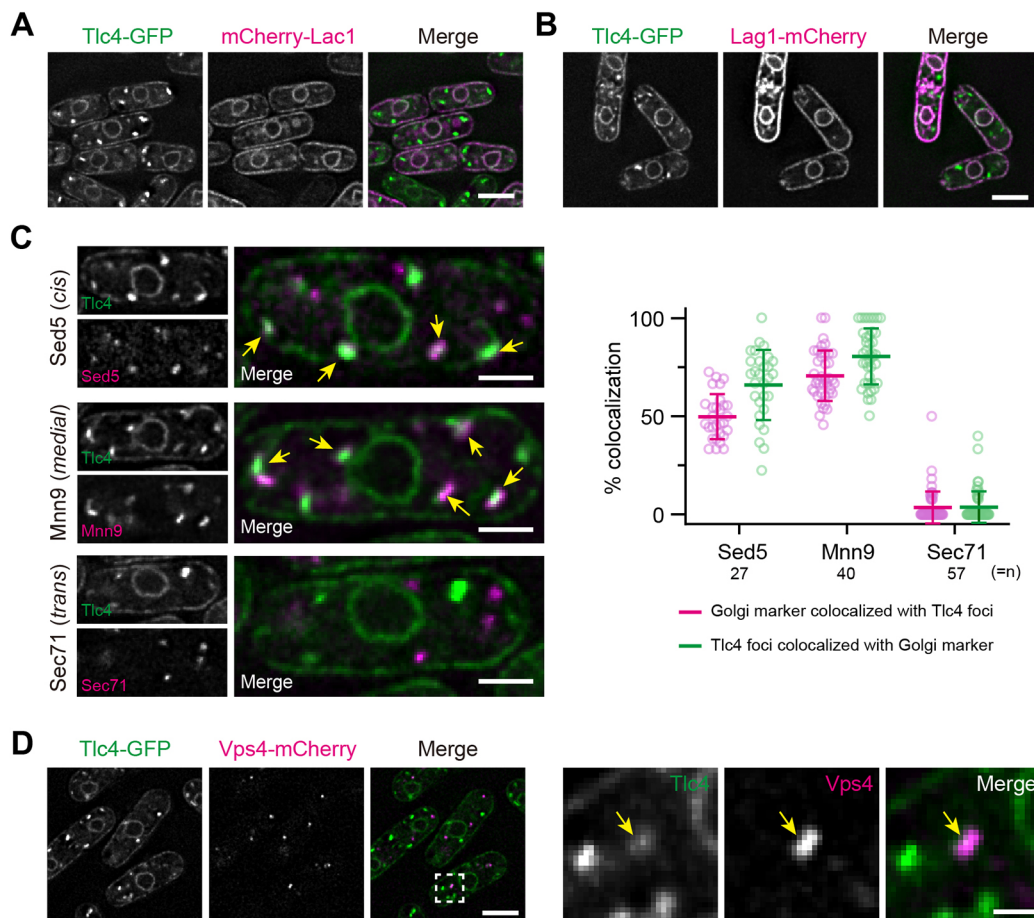 A
Tlc4-GFP
mCherry-Lac1
Merge
B
Tlc4-GFP
Lag1-mCherry
Merge
C
Sed5 (cis)
Tlc4
Sed5
Merge
Mnn9 (medial)
Tlc4
Mnn9
Merge
Sec71 (trans)
Tlc4
Sec71
Merge
% colocalization
100
50
0
Sed5 Mnn9 Sec71
27 40 57 (=n)
Golgi marker colocalized with Tlc4 foci
Tlc4 foci colocalized with Golgi marker
D
Tlc4-GFP
Vps4-mCherry
Merge
Tlc4
Vps4
Merge